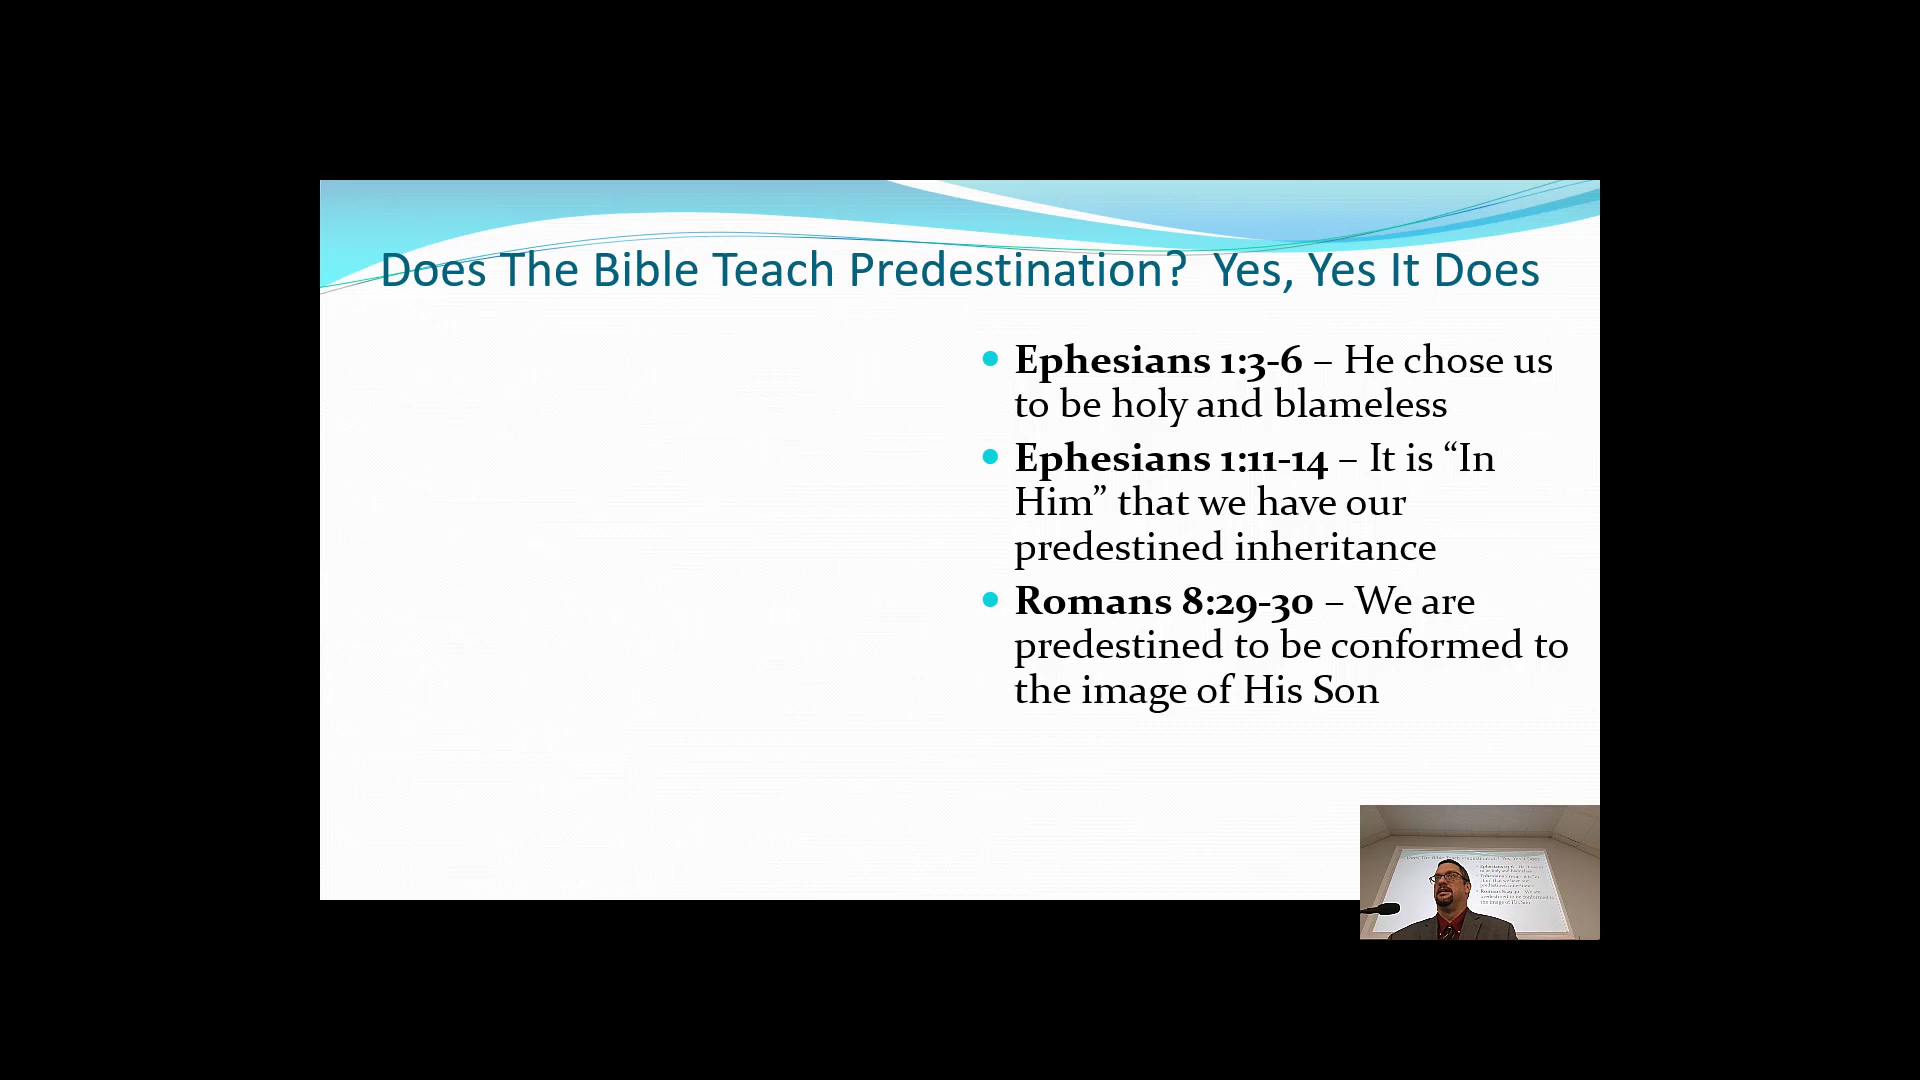 Does The Bible Teach Predestination?  Yes, Yes It Does
• Ephesians 1:3-6 – He chose us
to be holy and blameless
• Ephesians 1:11-14 – It is “In
Him” that we have our
predestined inheritance
• Romans 8:29-30 – We are
predestined to be conformed to
the image of His Son